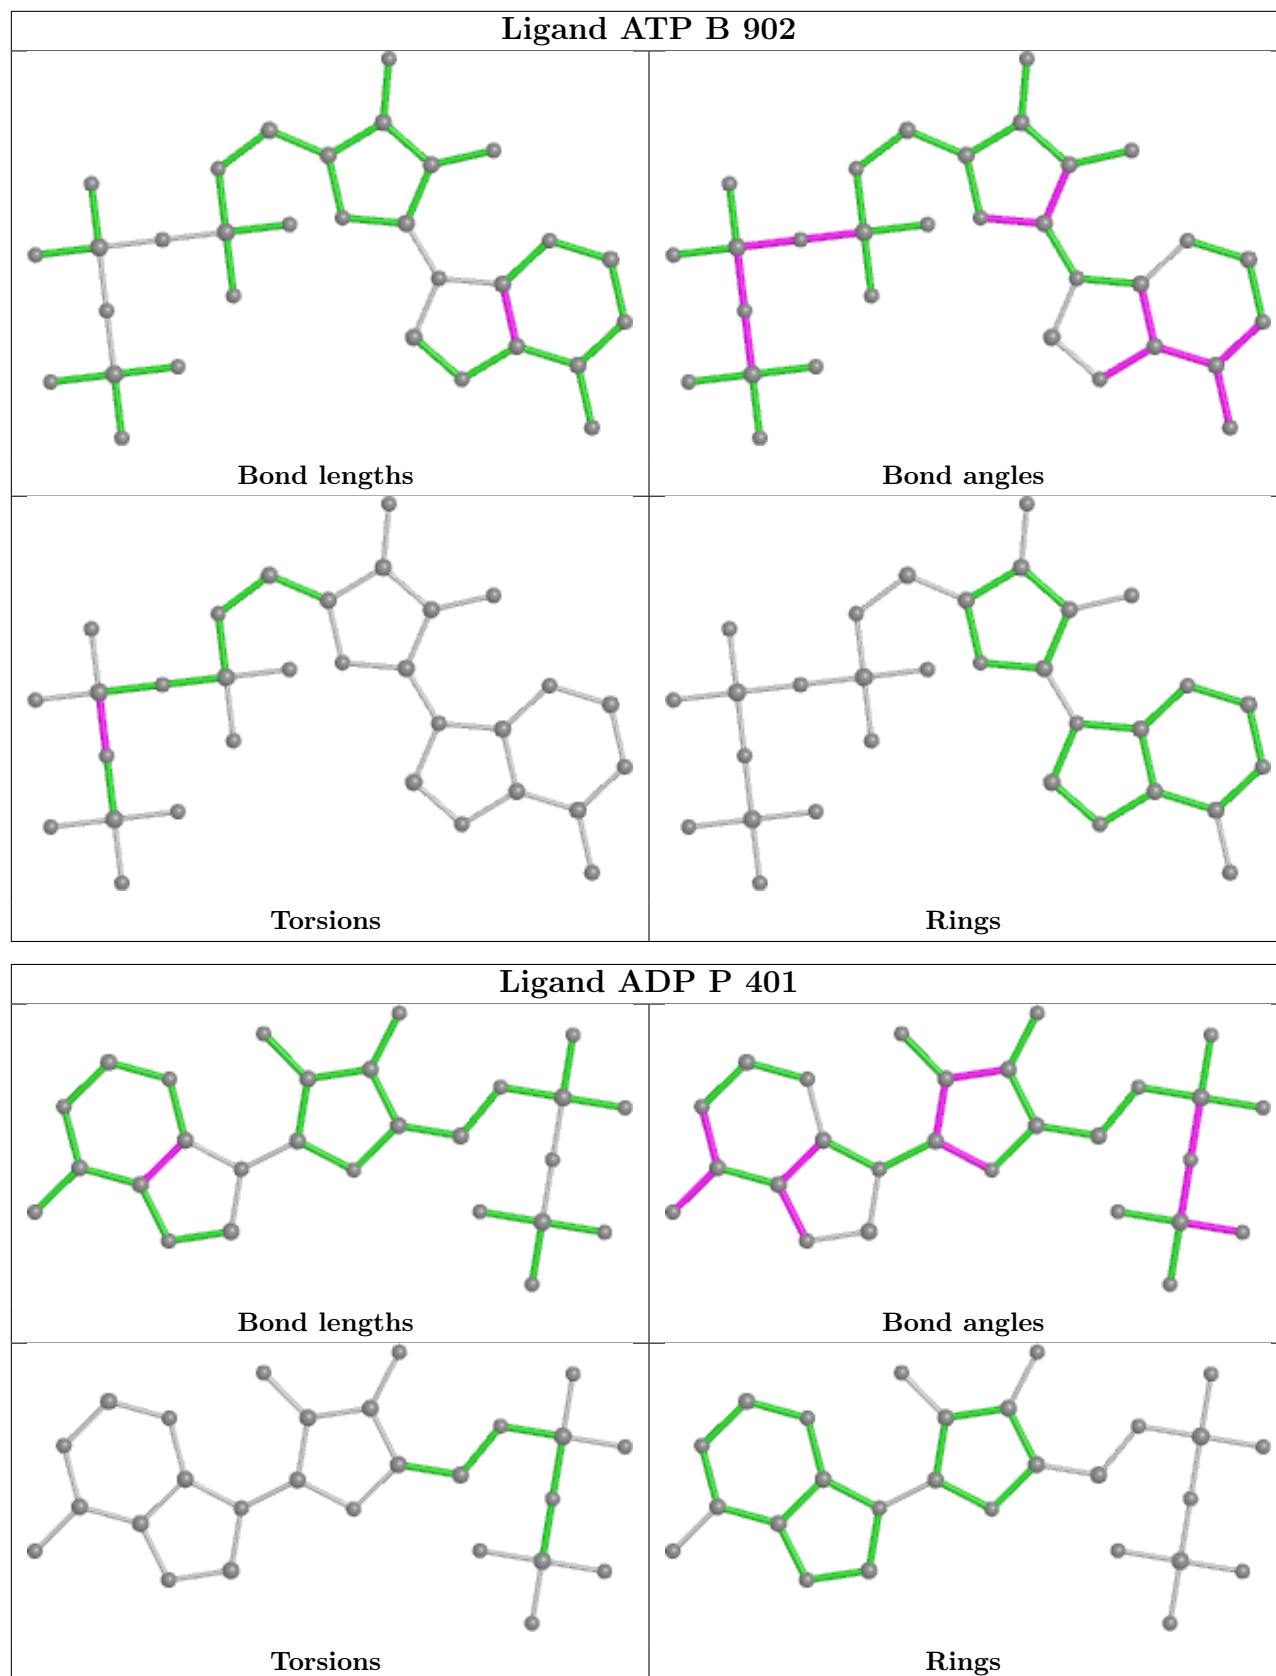 Ligand ATP B 902
Bond lengths
Bond angles
Torsions
Rings
Ligand ADP P 401
Bond lengths
Bond angles
Torsions
Rings